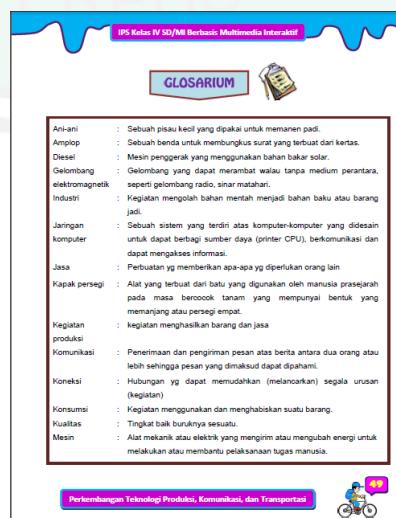 IPS Kelas IV SD/MI Berbasis Multimedia Interaktif
GLOSARIUM
Ani-ani : Sebuah pisau kecil yang dipakai untuk memanen padi.
Amplop : Sebuah benda untuk membungkus surat yang terbuat dari kertas.
Diesel : Mesin penggerak yang menggunakan bahan bakar solar.
Gelombang : Gelombang yang dapat merambat walau tanpa medium perantara,
elektromagnetik seperti gelombang radio, sinar matahari.
Industri : Kegiatan mengolah bahan mentah menjadi bahan baku atau barang
jadi.
Jaringan : Sebuah sistem yang terdiri atas komputer-komputer yang didesain
komputer untuk dapat berbagi sumber daya (printer CPU), berkomunikasi dan
dapat mengakses informasi.
Jasa : Perbuatan yg memberikan apa-apa yg diperlukan orang lain
Kapak persegi : Alat yang terbuat dari batu yang digunakan oleh manusia prasejarah
pada masa bercocok tanam yang mempunyai bentuk yang
memanjang atau persegi empat.
Kegiatan : kegiatan menghasilkan barang dan jasa
produksi
Komunikasi : Penerimaan dan pengiriman pesan atas berita antara dua orang atau
lebih sehingga pesan yang dimaksud dapat dipahami.
Koneksi : Hubungan yg dapat memudahkan (melancarkan) segala urusan
(kegiatan)
Konsumsi : Kegiatan menggunakan dan menghabiskan suatu barang.
Kualitas : Tingkat baik buruknya sesuatu.
Mesin : Alat mekanik atau elektrik yang mengirim atau mengubah energi untuk
melakukan atau membantu pelaksanaan tugas manusia.
Perkembangan Teknologi Produksi, Komunikasi, dan Transportasi
49